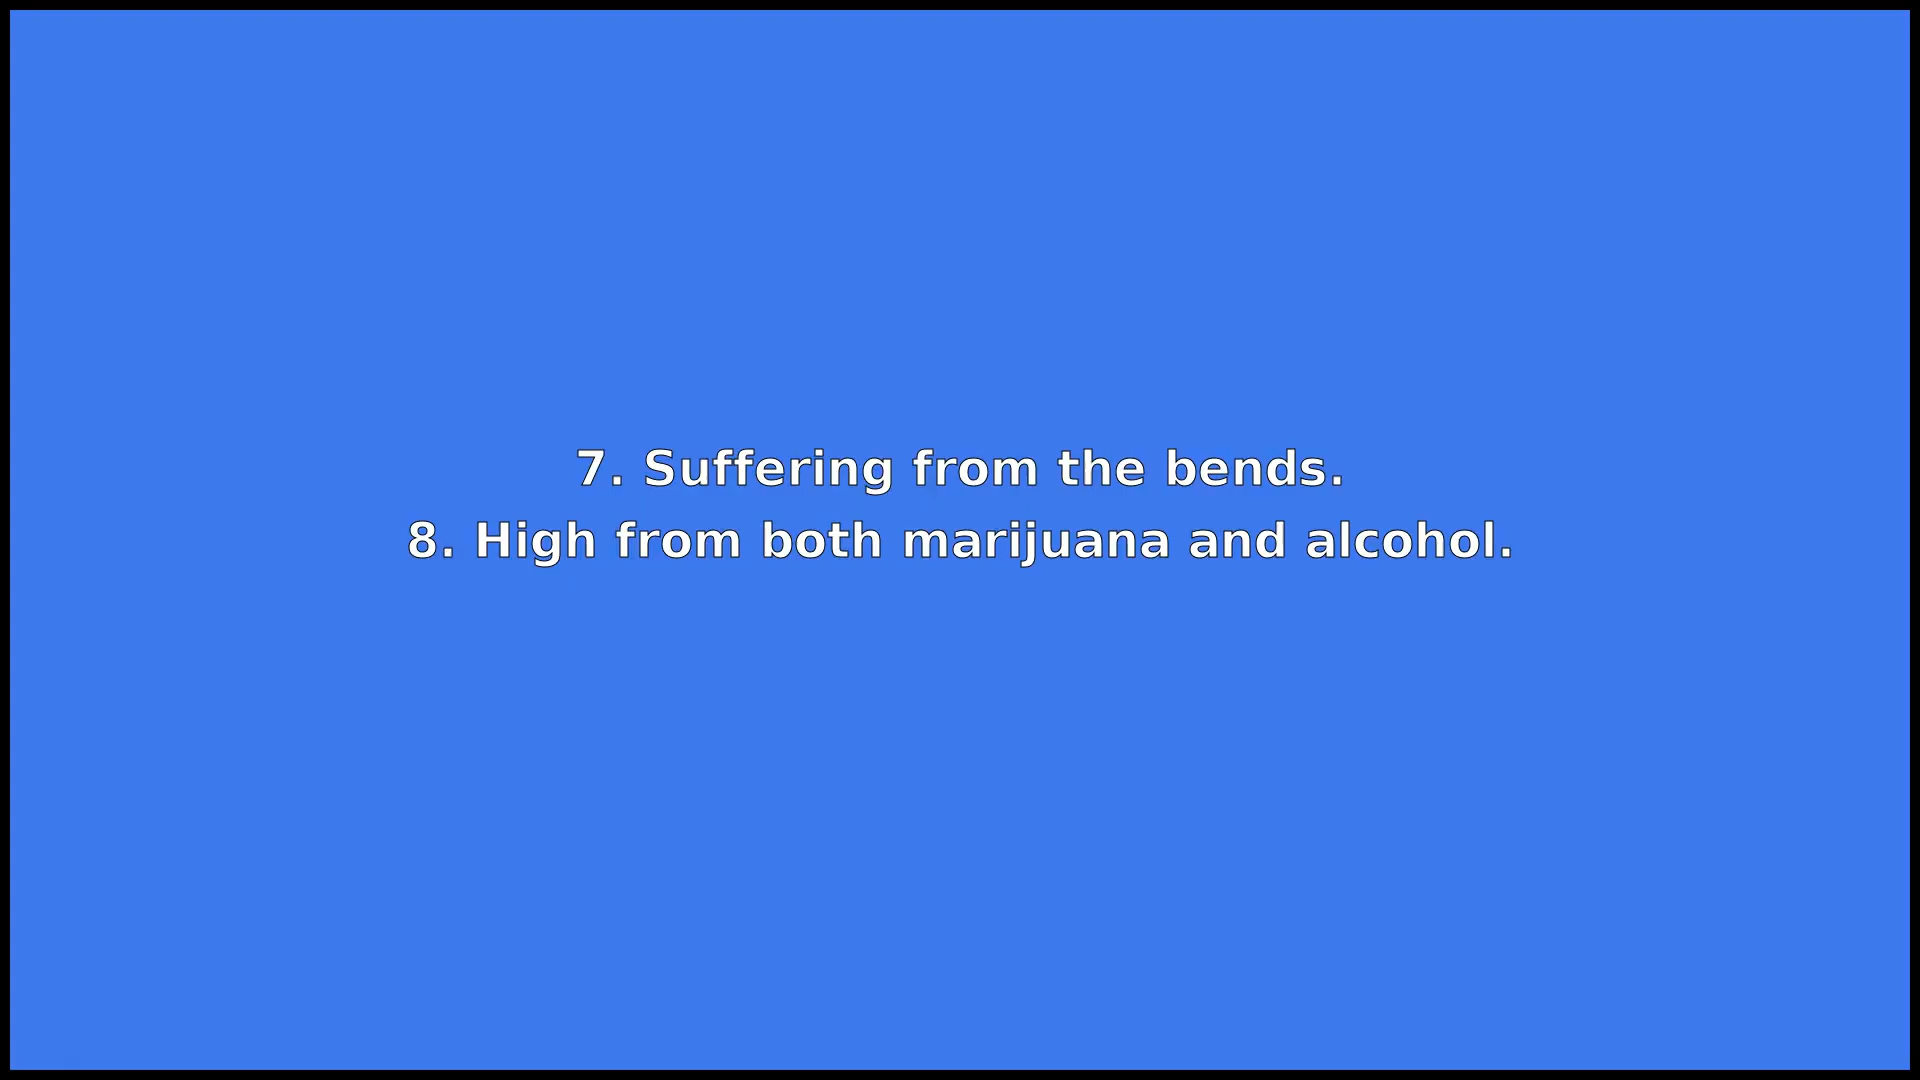 7. Suffering from the bends.
8. High from both marijuana and alcohol.